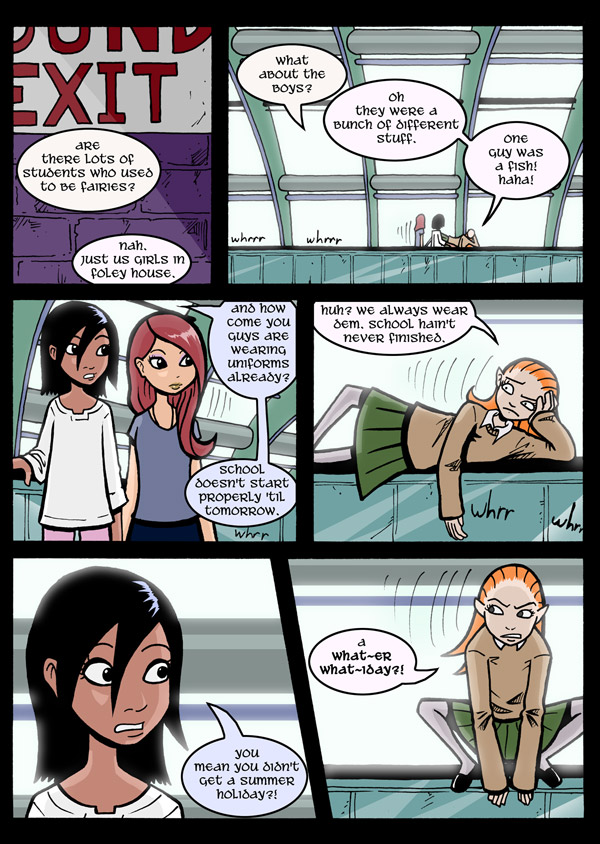 OUND
EXIT
ARE
THERE LOTS OF
STUDENTS WHO USED
TO BE FAIRIES?
NAH.
JUST US GIRLS IN
FOLEY HOUSE.
WHAT
ABOUT THE
BOYS?
OH
THEY WERE A
BUNCH OF DIFFERENT
STUFF.
ONE
GUY WAS
A FISH!
HAHA!
whrrr
whrrr
AND HOW
COME YOU
GUYS ARE
WEARING
UNIFORMS
ALREADY?
SCHOOL
DOESN'T START
PROPERLY 'TIL
TOMORROW.
whrr
HUH? WE ALWAYS WEAR
DEM. SCHOOL HAIN'T
NEVER FINISHED.
whrr
whrr
YOU
MEAN YOU DIDN'T
GET A SUMMER
HOLIDAY?!
A
WHAT~ER
WHAT~IDAY?!